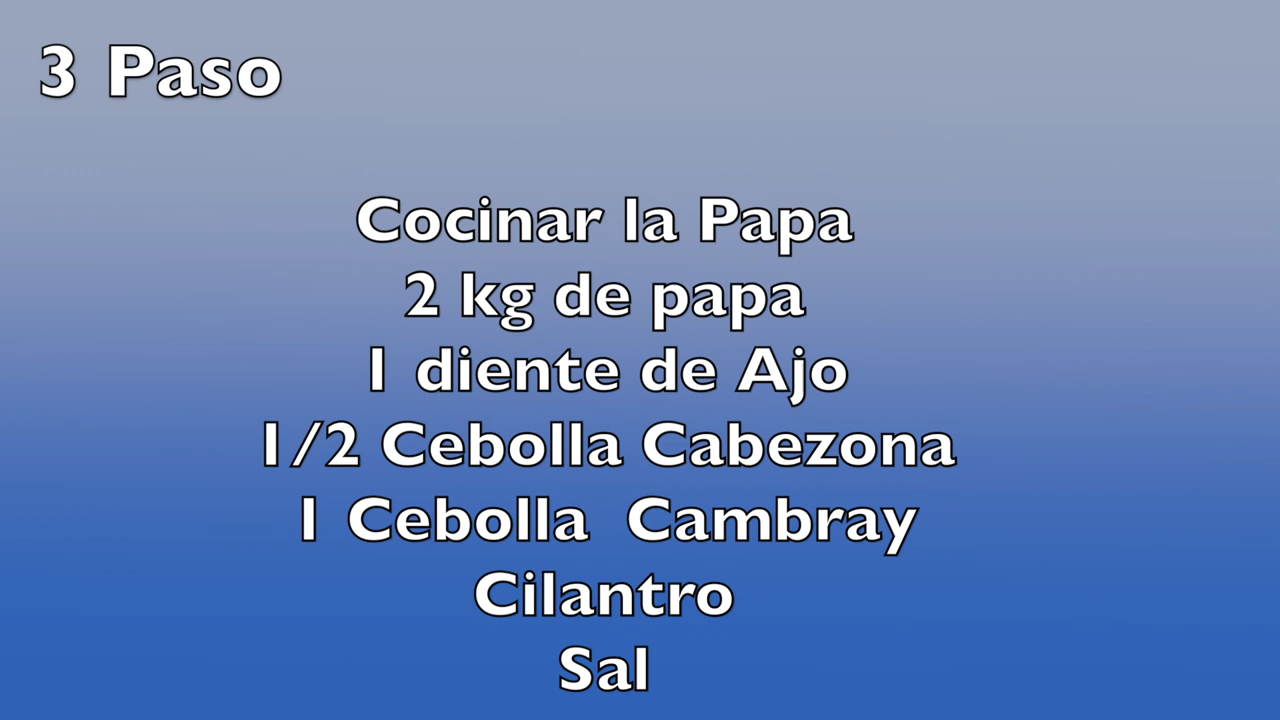 3 Paso
Cocinar la Papa
2 kg de papa
1 diente de Ajo
1/2 Cebolla Cabezona
1 Cebolla Cambray
Cilantro
Sal